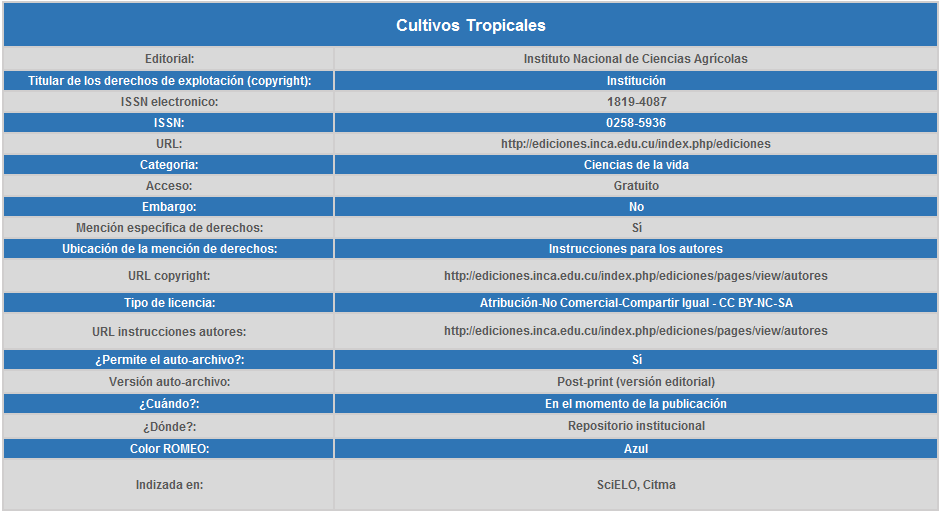 Cultivos Tropicales
Editorial: Instituto Nacional de Ciencias Agrícolas
Titular de los derechos de explotación (copyright): Institución
ISSN electronico: 1819-4087
ISSN: 0258-5936
URL: http://ediciones.inca.edu.cu/index.php/ediciones
Categoria: Ciencias de la vida
Acceso: Gratuito
Embargo: No
Mención específica de derechos: Sí
Ubicación de la mención de derechos: Instrucciones para los autores
URL copyright: http://ediciones.inca.edu.cu/index.php/ediciones/pages/view/autores
Tipo de licencia: Atribución-No Comercial-Compartir Igual - CC BY-NC-SA
URL instrucciones autores: http://ediciones.inca.edu.cu/index.php/ediciones/pages/view/autores
¿Permite el auto-archivo?: Sí
Versión auto-archivo: Post-print (versión editorial)
¿Cuándo?: En el momento de la publicación
¿Dónde?: Repositorio institucional
Color ROMEO: Azul
Indizada en: SciELO, Citma